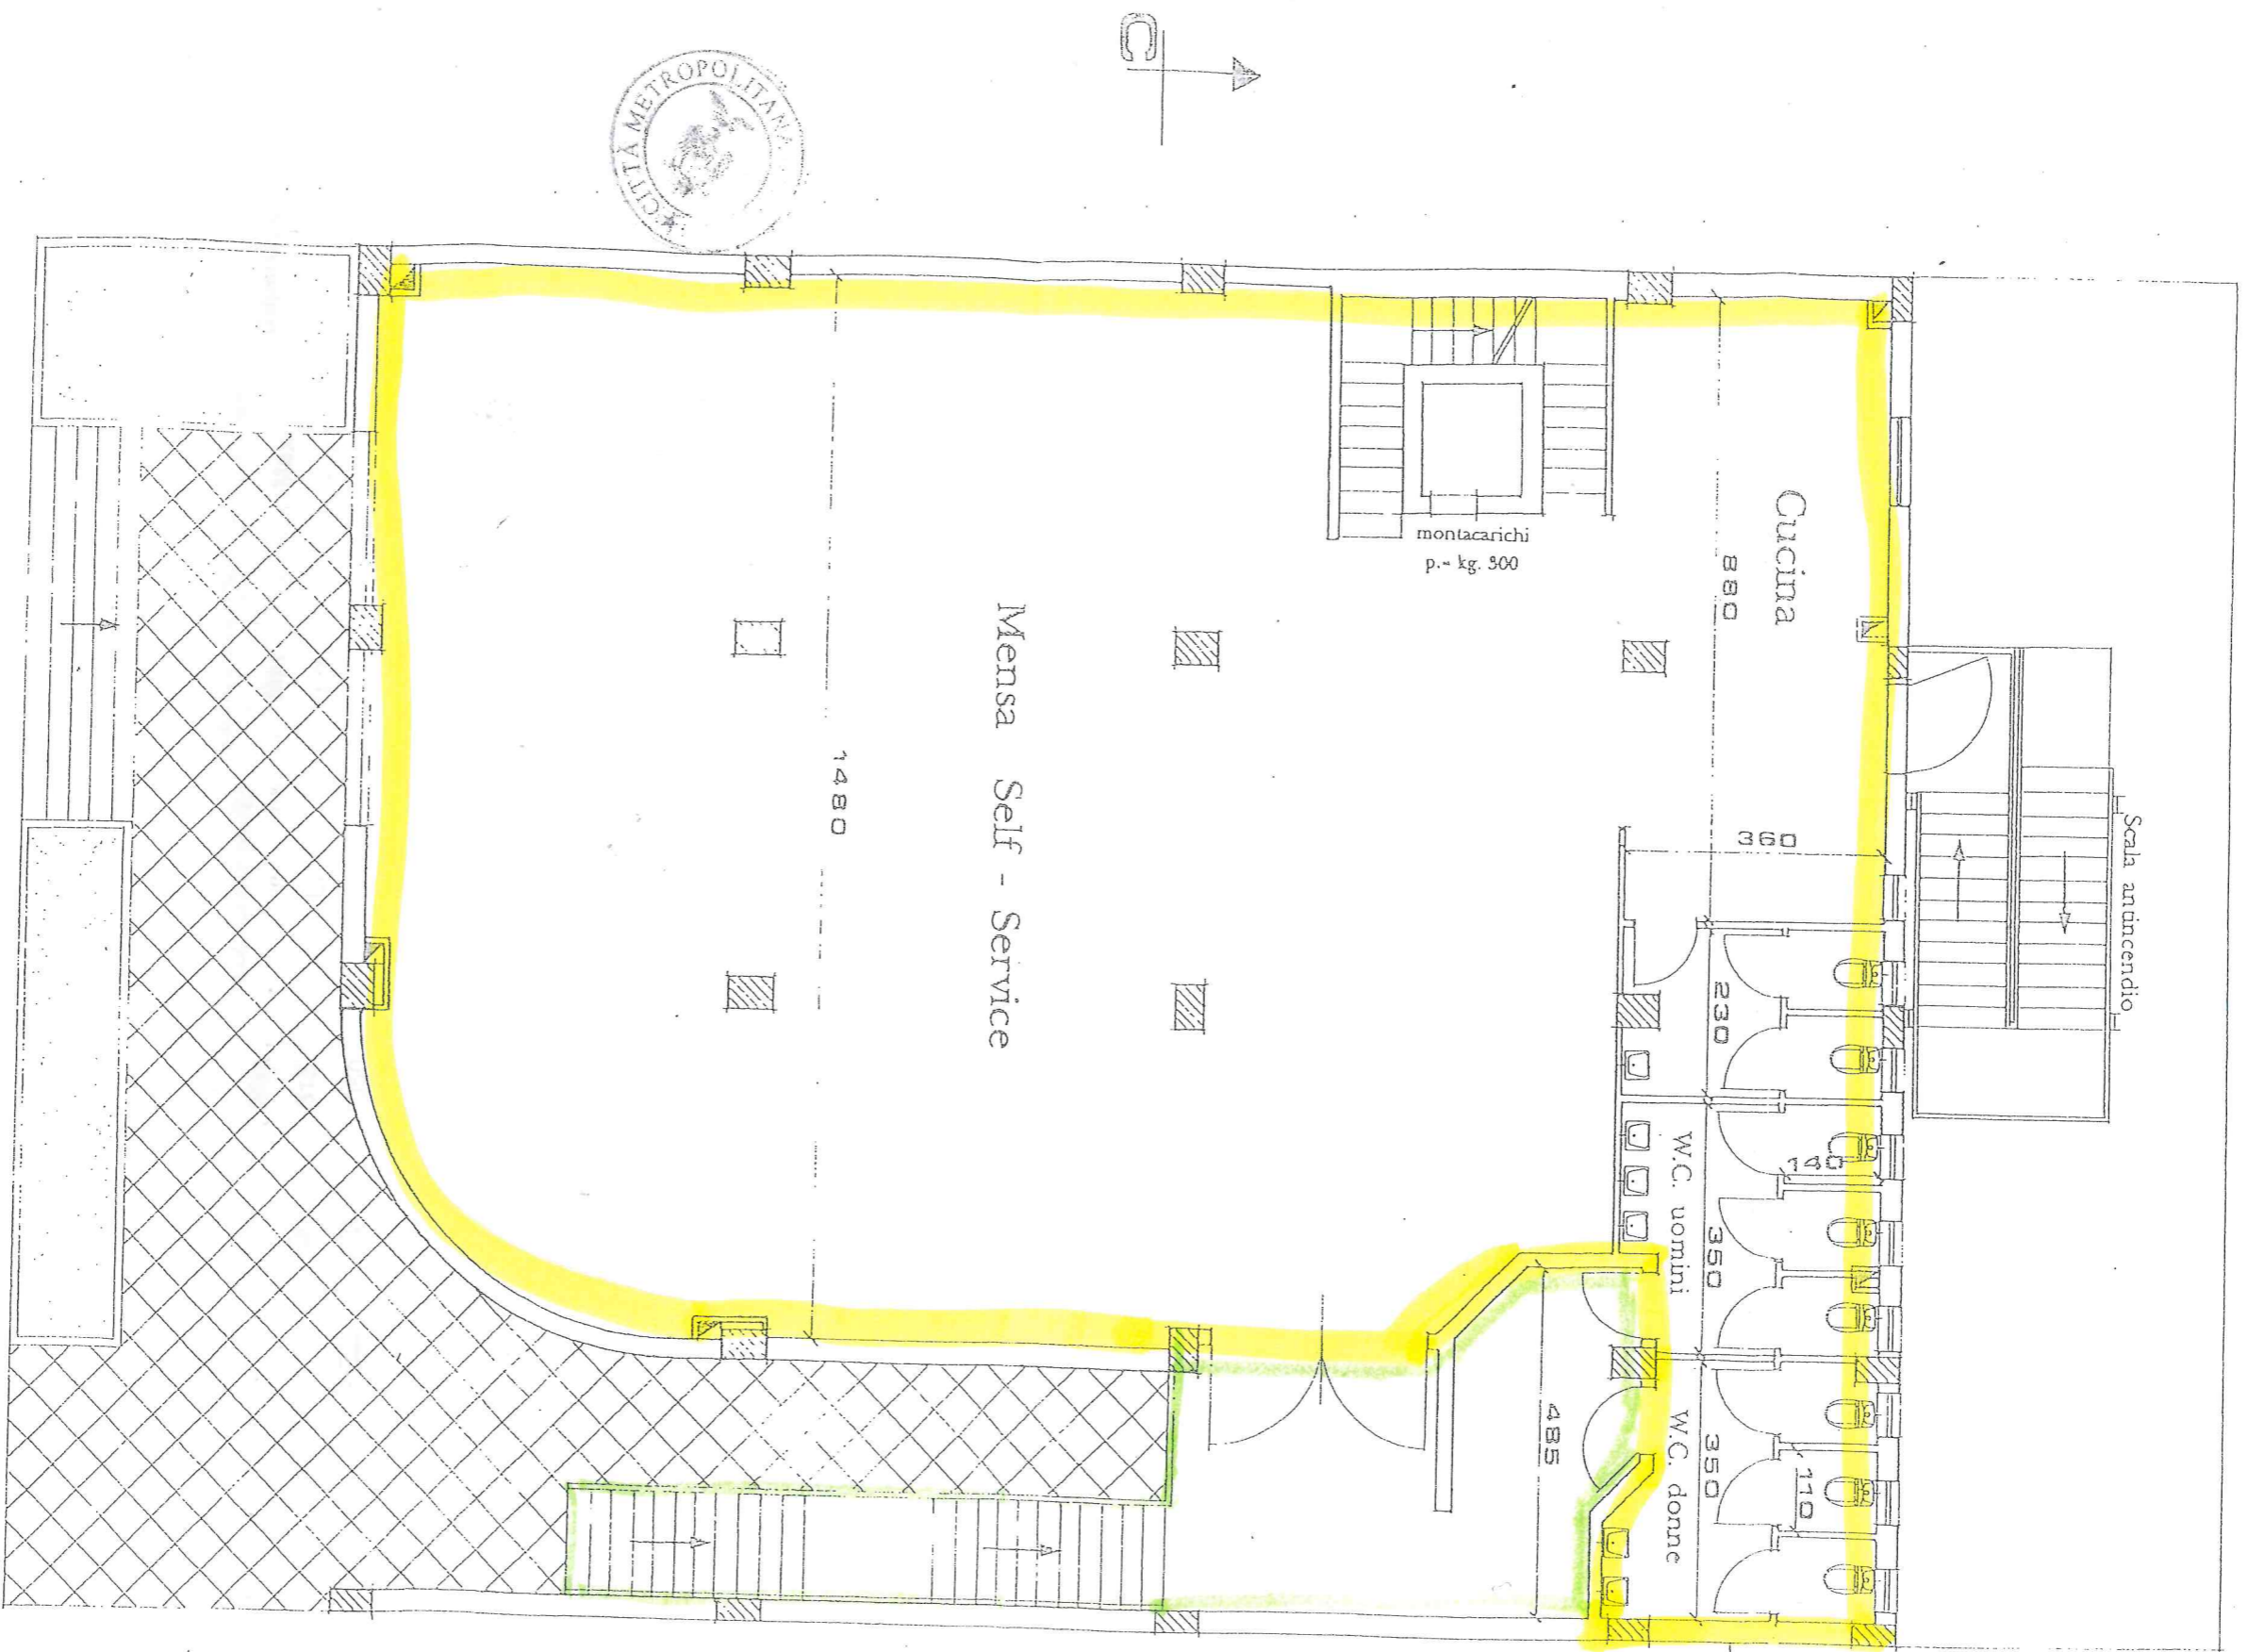 C
★ CITTÀ METROPOLITANA
montacarichi
p.= kg. 300
Cucina
880
Scala antincendio
360
Mensa Self - Service
1480
230
W.C. uomini
140
350
W.C. donne
350
110
485